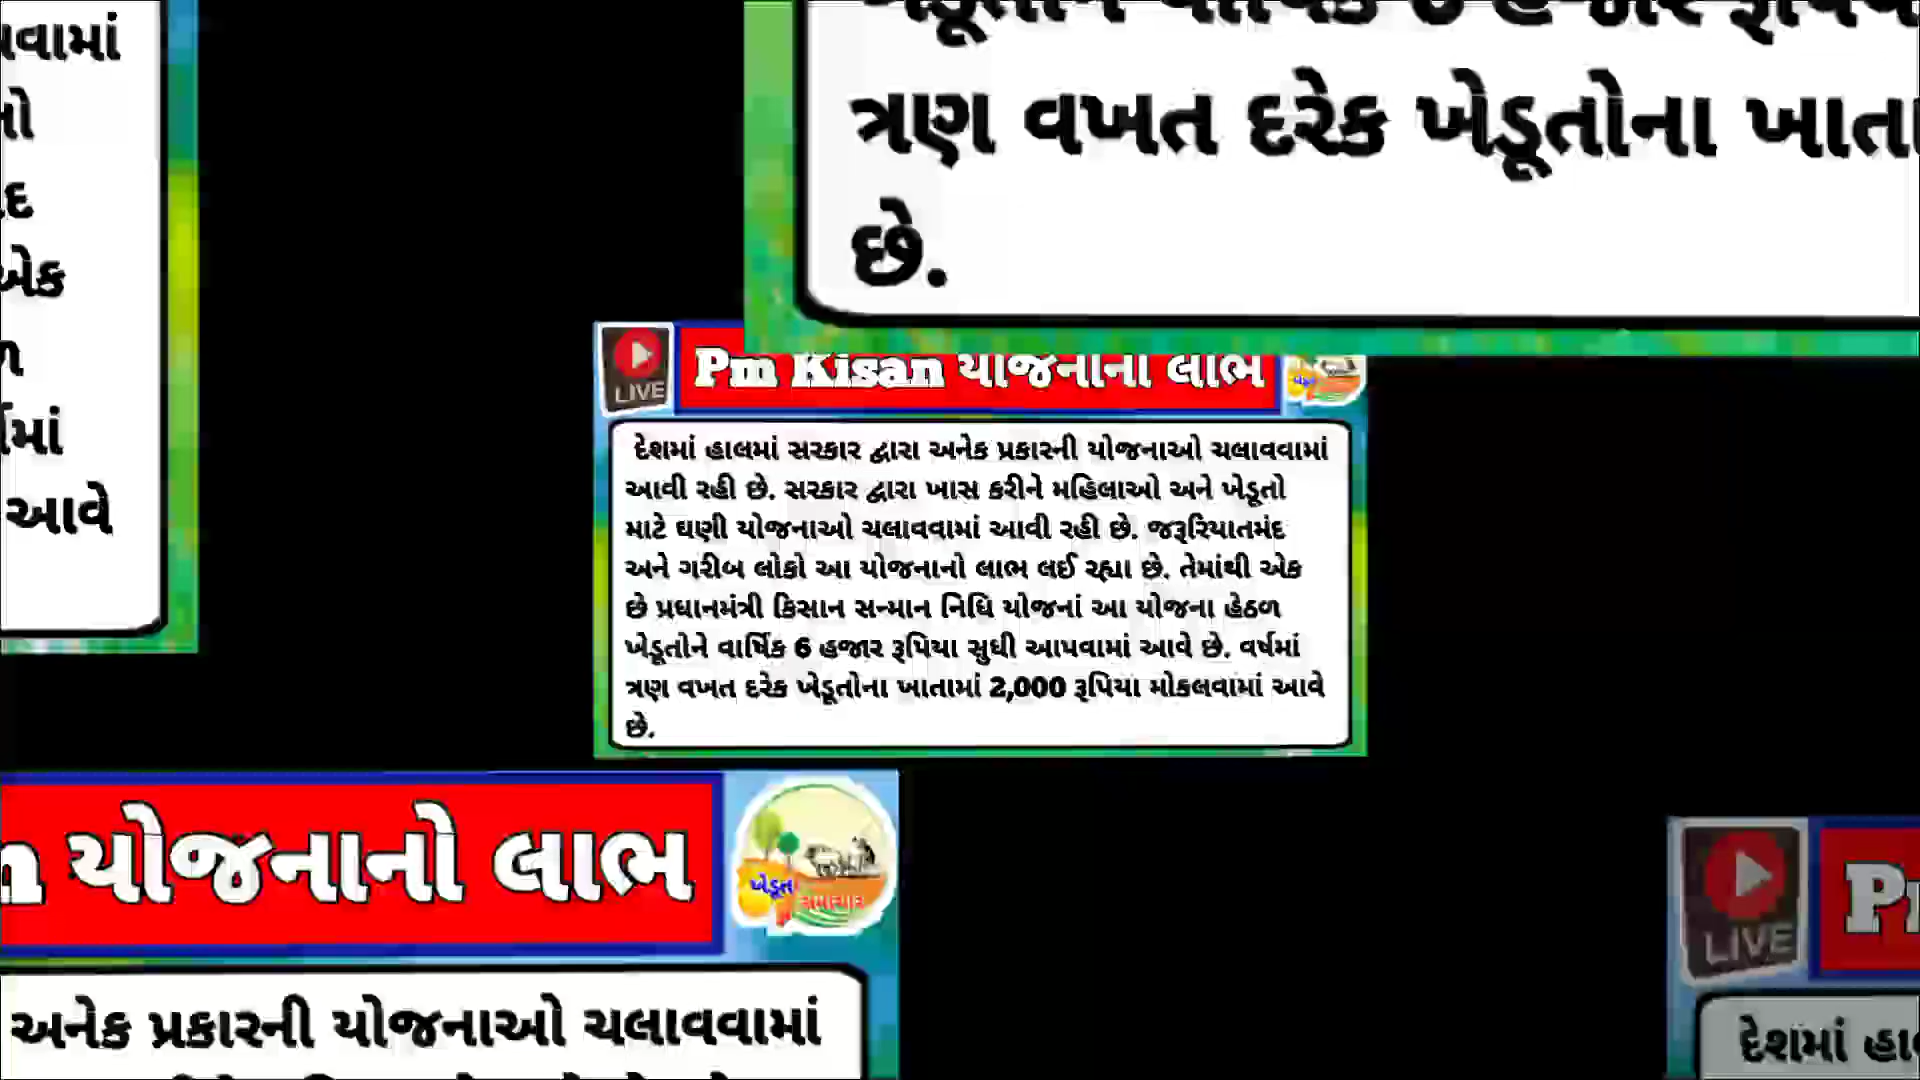 વામાં
એક
આવે
ત્રણ વખત દરેક ખેડૂતોના ખાતા
છે.
LIVE
Pm Kisan યોજનાનો લાભ
દેશમાં હાલમાં સરકાર દ્વારા અનેક પ્રકારની યોજનાઓ ચલાવવામાં
આવી રહી છે. સરકાર દ્વારા ખાસ કરીને મહિલાઓ અને ખેડૂતો
માટે ઘણી યોજનાઓ ચલાવવામાં આવી રહી છે. જરૂરિયાતમંદ
અને ગરીબ લોકો આ યોજનાનો લાભ લઈ રહ્યા છે. તેમાંથી એક
છે પ્રધાનમંત્રી કિસાન સન્માન નિધિ યોજનાં આ યોજના હેઠળ
ખેડૂતોને વાર્ષિક 6 હજાર રૂપિયા સુધી આપવામાં આવે છે. વર્ષમાં
ત્રણ વખત દરેક ખેડૂતોના ખાતામાં 2,000 રૂપિયા મોકલવામાં આવે
છે.
યોજનાનો લાભ
ખેડૂત
સમાચાર
અનેક પ્રકારની યોજનાઓ ચલાવવામાં
LIVE
દેશમાં